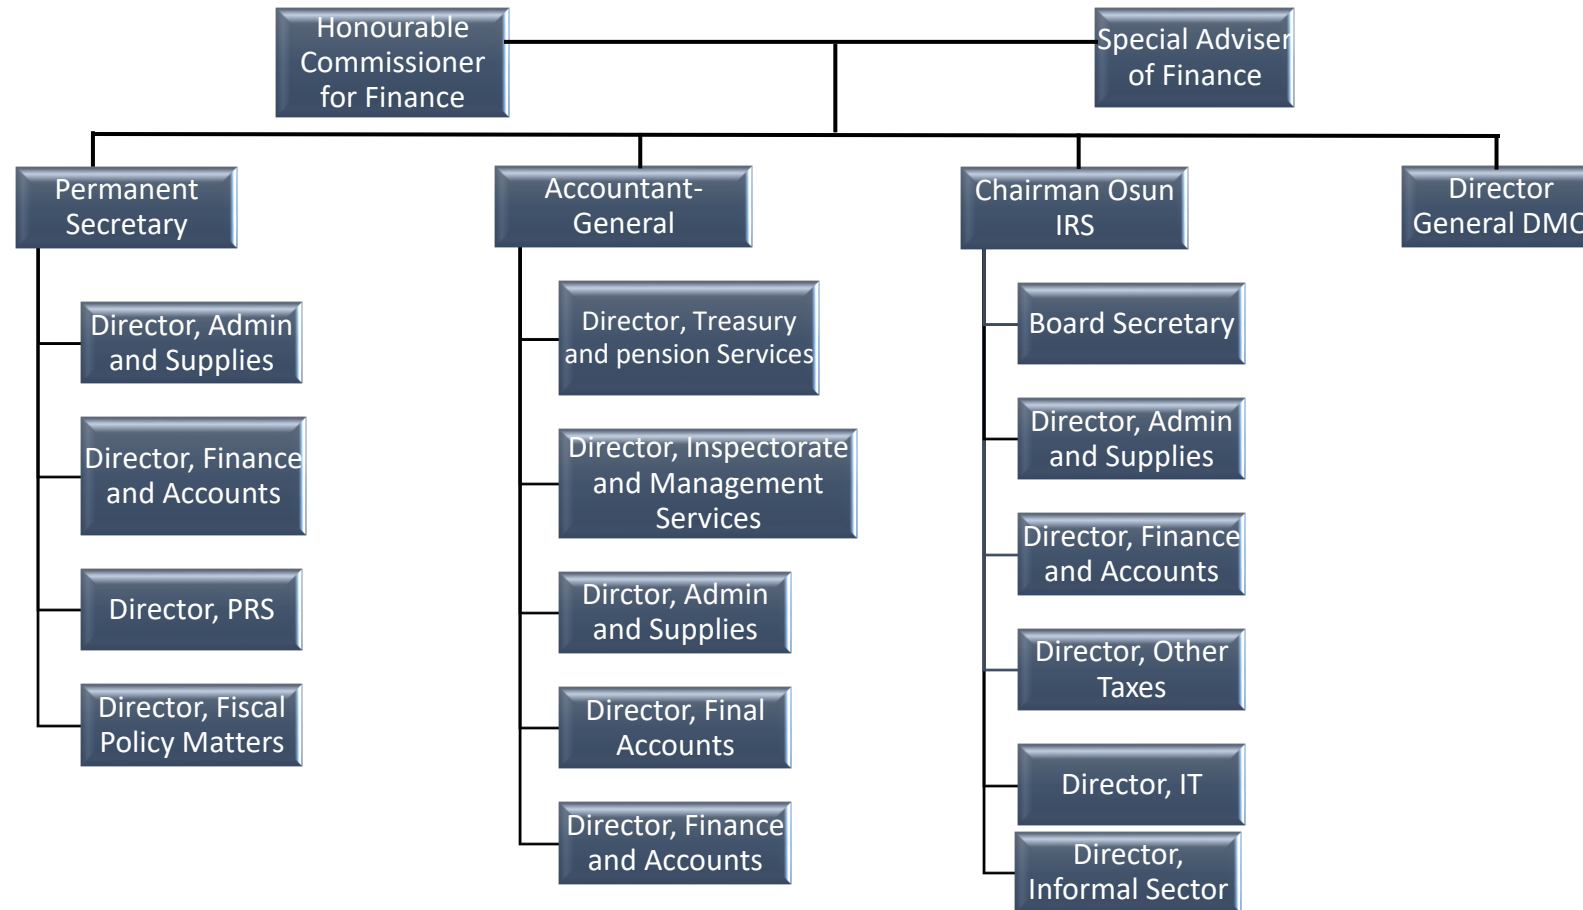 Honourable
Commissioner
for Finance
Special Adviser
of Finance
Permanent
Secretary
Accountant-
General
Chairman Osun
IRS
Director
General DMO
Director, Admin
and Supplies
Director, Finance
and Accounts
Director, PRS
Director, Fiscal
Policy Matters
Director, Treasury
and pension Services
Director, Inspectorate
and Management
Services
Dirctor, Admin
and Supplies
Director, Final
Accounts
Director, Finance
and Accounts
Board Secretary
Director, Admin
and Supplies
Director, Finance
and Accounts
Director, Other
Taxes
Director, IT
Director,
Informal Sector